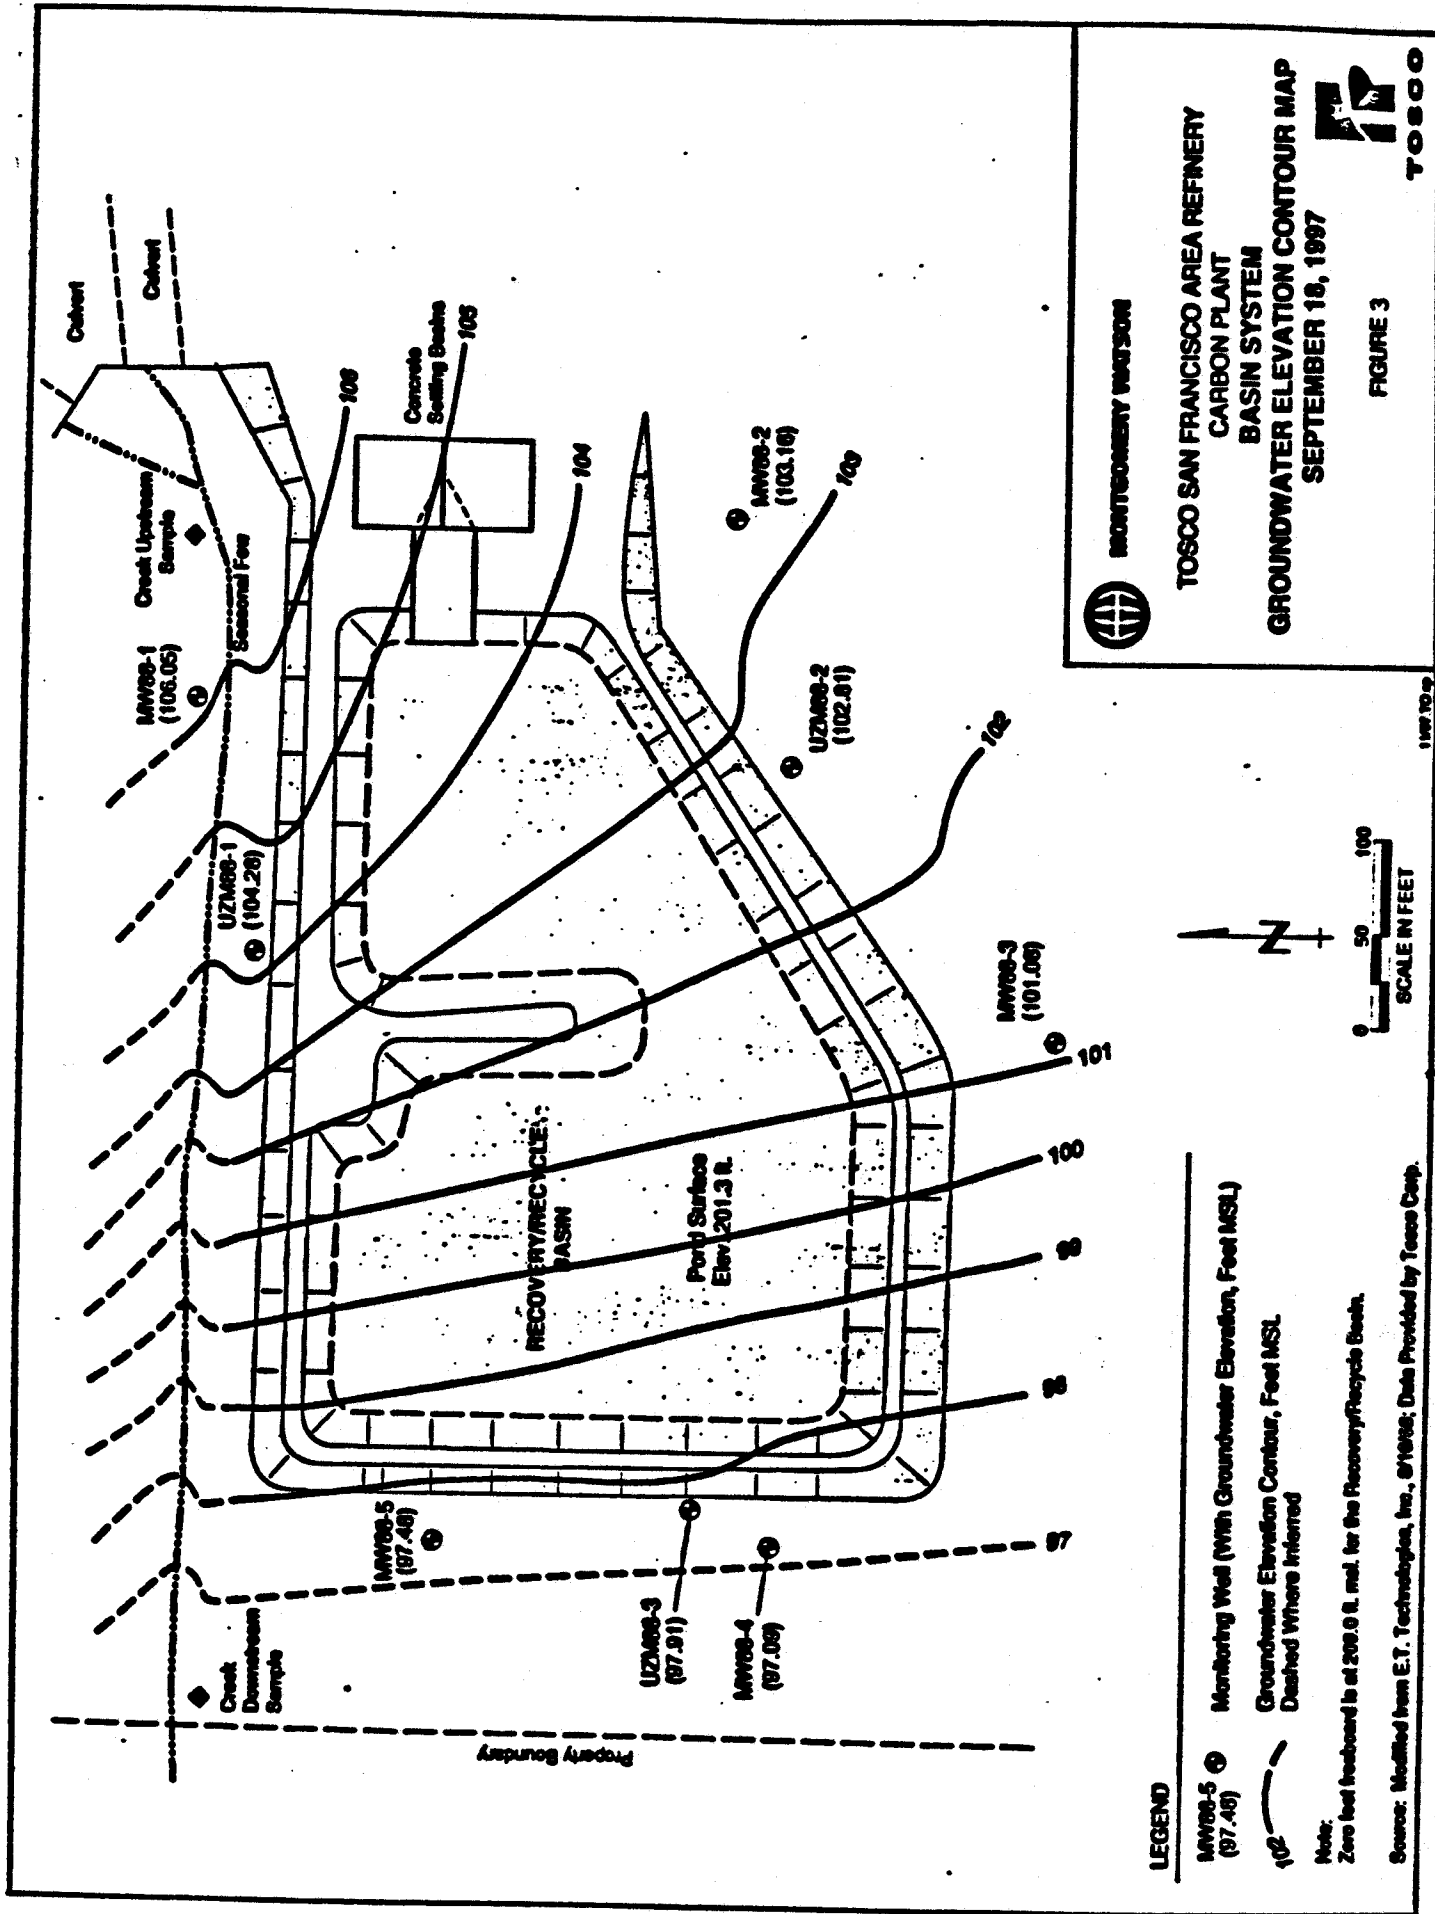 Culvert
Culvert
Creek Upstream
Sample
Seasonal Flow
MW88-1
(106.05)
UZM88-1
(104.28)
106
Concrete
Settling Basins
105
104
MW88-2
(103.16)
103
UZM88-2
(102.81)
102
MW88-3
(101.06)
101
100
99
98
97
RECOVERY/RECYCLE
BASIN
Pond Surface
Elev. 201.3 ft.
MW88-5
(97.48)
UZM88-3
(97.91)
MW88-4
(97.09)
Creek
Downstream
Sample
Property Boundary
LEGEND
MW88-5
(97.48)
Monitoring Well (With Groundwater Elevation, Feet MSL)
102
Groundwater Elevation Contour, Feet MSL
Dashed Where Inferred
Note:
Zero feet freeboard is at 209.0 ft. msl. for the Recovery/Recycle Basin.
Source: Modified from E.T. Technologies, Inc., Data Provided by Tosco Corp.
N
0 50 100
SCALE IN FEET
MONTGOMERY WATSON
TOSCO SAN FRANCISCO AREA REFINERY
CARBON PLANT
BASIN SYSTEM
GROUNDWATER ELEVATION CONTOUR MAP
SEPTEMBER 18, 1997
FIGURE 3
TOSCO